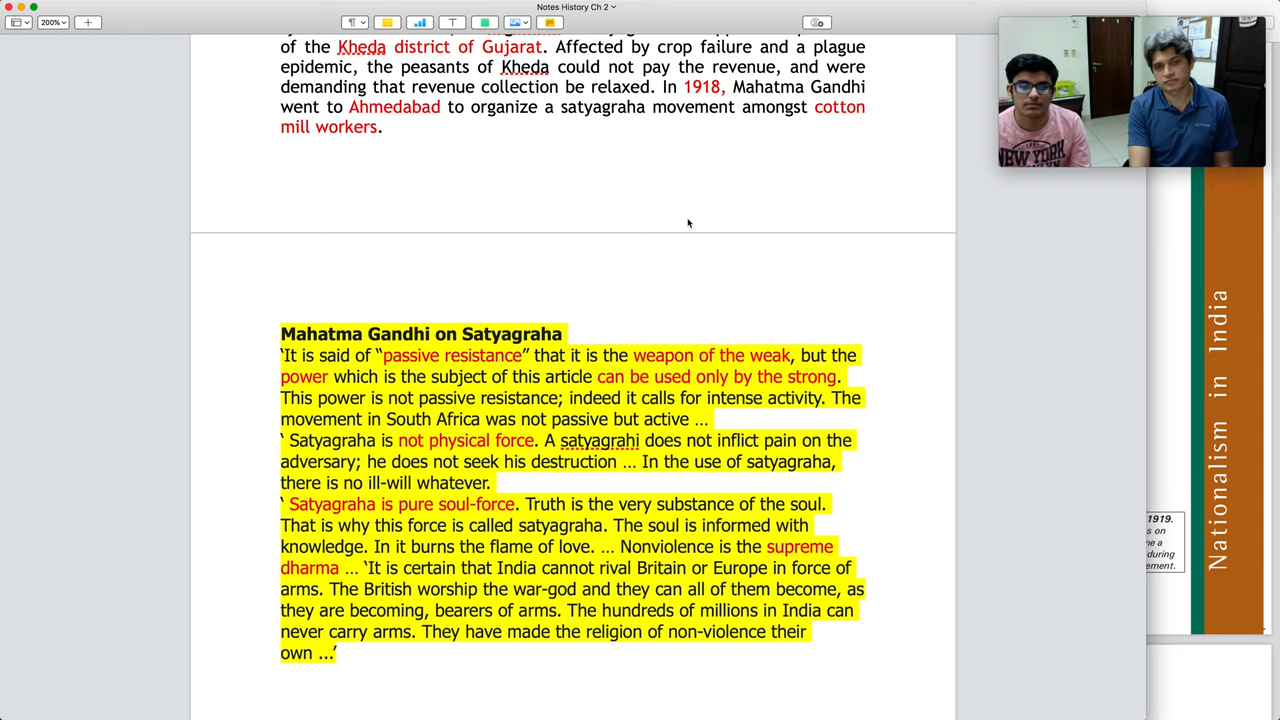 Notes History Ch 2
200%
of the Kheda district of Gujarat. Affected by crop failure and a plague
epidemic, the peasants of Kheda could not pay the revenue, and were
demanding that revenue collection be relaxed. In 1918, Mahatma Gandhi
went to Ahmedabad to organize a satyagraha movement amongst cotton
mill workers.
Mahatma Gandhi on Satyagraha
‘It is said of “passive resistance” that it is the weapon of the weak, but the
power which is the subject of this article can be used only by the strong.
This power is not passive resistance; indeed it calls for intense activity. The
movement in South Africa was not passive but active …
‘ Satyagraha is not physical force. A satyagrahi does not inflict pain on the
adversary; he does not seek his destruction … In the use of satyagraha,
there is no ill-will whatever.
‘ Satyagraha is pure soul-force. Truth is the very substance of the soul.
That is why this force is called satyagraha. The soul is informed with
knowledge. In it burns the flame of love. … Nonviolence is the supreme
dharma … ‘It is certain that India cannot rival Britain or Europe in force of
arms. The British worship the war-god and they can all of them become, as
they are becoming, bearers of arms. The hundreds of millions in India can
never carry arms. They have made the religion of non-violence their
own …’
NEW YORK
Nationalism in India
1919.
s on
me a
during
ement.